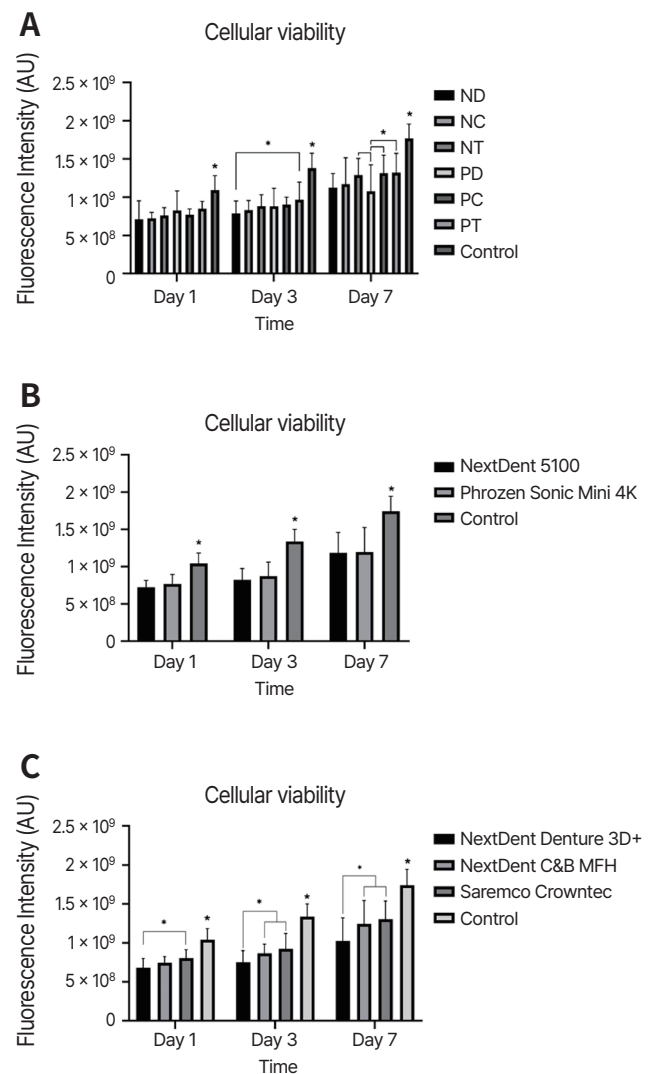 A
Cellular viability
Fluorescence Intensity (AU)
2.5 × 10⁹
2 × 10⁹
1.5 × 10⁹
1 × 10⁹
5 × 10⁸
0
*
*
*
*
*
Day 1
Day 3
Day 7
Time
ND
NC
NT
PD
PC
PT
Control
B
Cellular viability
Fluorescence Intensity (AU)
2.5 × 10⁹
2 × 10⁹
1.5 × 10⁹
1 × 10⁹
5 × 10⁸
0
*
*
*
Day 1
Day 3
Day 7
Time
NextDent 5100
Phrozen Sonic Mini 4K
Control
C
Cellular viability
Fluorescence Intensity (AU)
2.5 × 10⁹
2 × 10⁹
1.5 × 10⁹
1 × 10⁹
5 × 10⁸
0
*
*
*
*
*
*
Day 1
Day 3
Day 7
Time
NextDent Denture 3D+
NextDent C&B MFH
Saremco Crowntec
Control